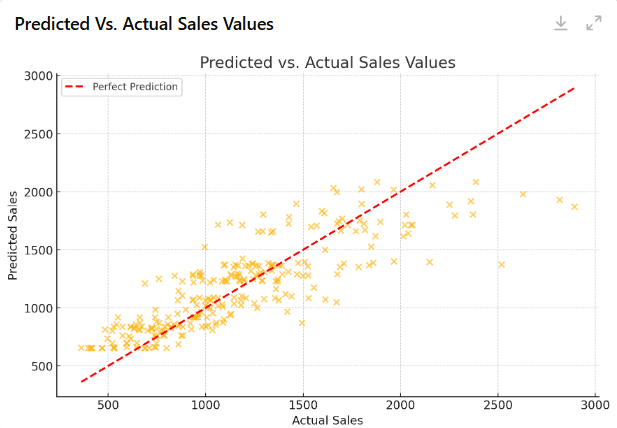 Predicted Vs. Actual Sales Values
Predicted vs. Actual Sales Values
Perfect Prediction
3000
2500
2000
1500
1000
500
Predicted Sales
500 1000 1500 2000 2500 3000
Actual Sales